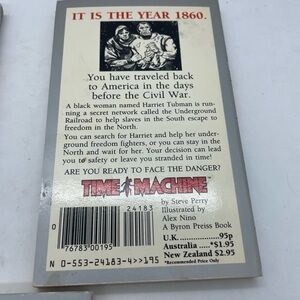 IT IS THE YEAR 1860.
You have traveled back
to America in the days
before the Civil War.
A black woman named Harriet Tubman is run-
ning a secret network called the Underground
Railroad to help slaves in the South escape to
freedom in the North.
You can search for Harriet and help her under-
ground freedom fighters, or you can stay in the
North and wait for her. Your decision can lead
you to safety or leave you stranded in time!
ARE YOU READY TO FACE THE DANGER?
TIME MACHINE
24183
by Steve Perry
Illustrated by
Alex Nino
A Byron Preiss Book
0
76783 00195
U.K. ................95p
Australia ....*$1.95
New Zealand $2.95
*Recommended Price Only
N 0-553-24183-4>>195